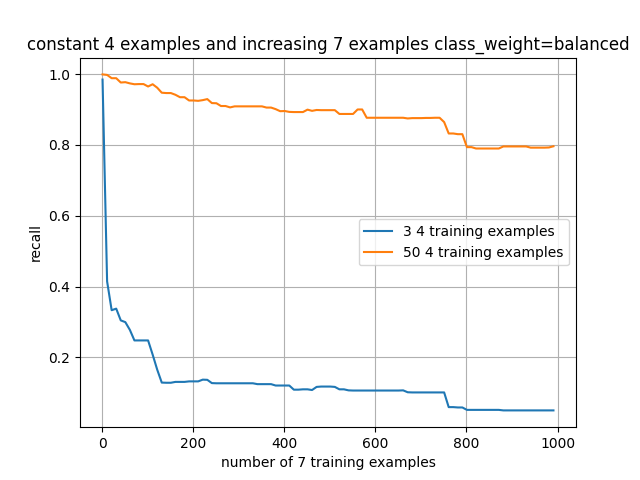 constant 4 examples and increasing 7 examples class_weight=balanced
1.0
0.8
0.6
0.4
0.2
recall
3 4 training examples
50 4 training examples
0 200 400 600 800 1000
number of 7 training examples